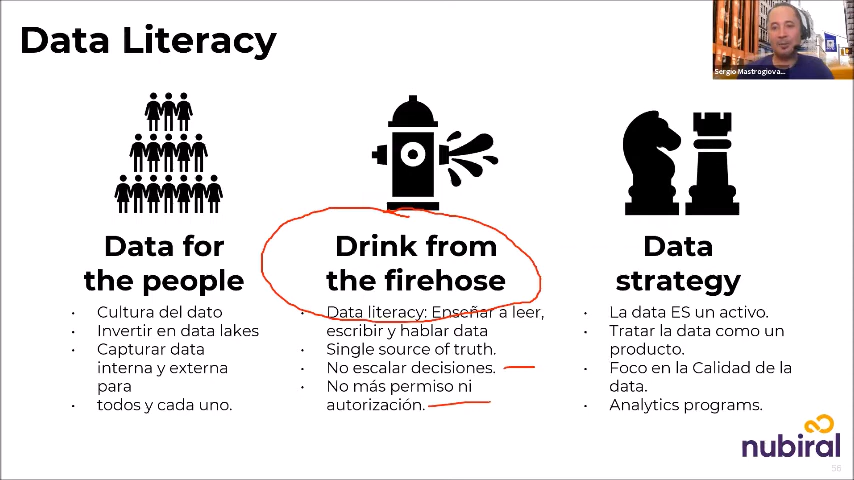 Data Literacy
Sergio Mastrogiova...
Data for
the people
• Cultura del dato
• Invertir en data lakes
• Capturar data
interna y externa
para
• todos y cada uno.
Drink from
the firehose
• Data literacy: Enseñar a leer,
escribir y hablar data
• Single source of truth.
• No escalar decisiones.
• No más permiso ni
autorización.
Data
strategy
• La data ES un activo.
• Tratar la data como un
producto.
• Foco en la Calidad de la
data.
• Analytics programs.
nubiral
56